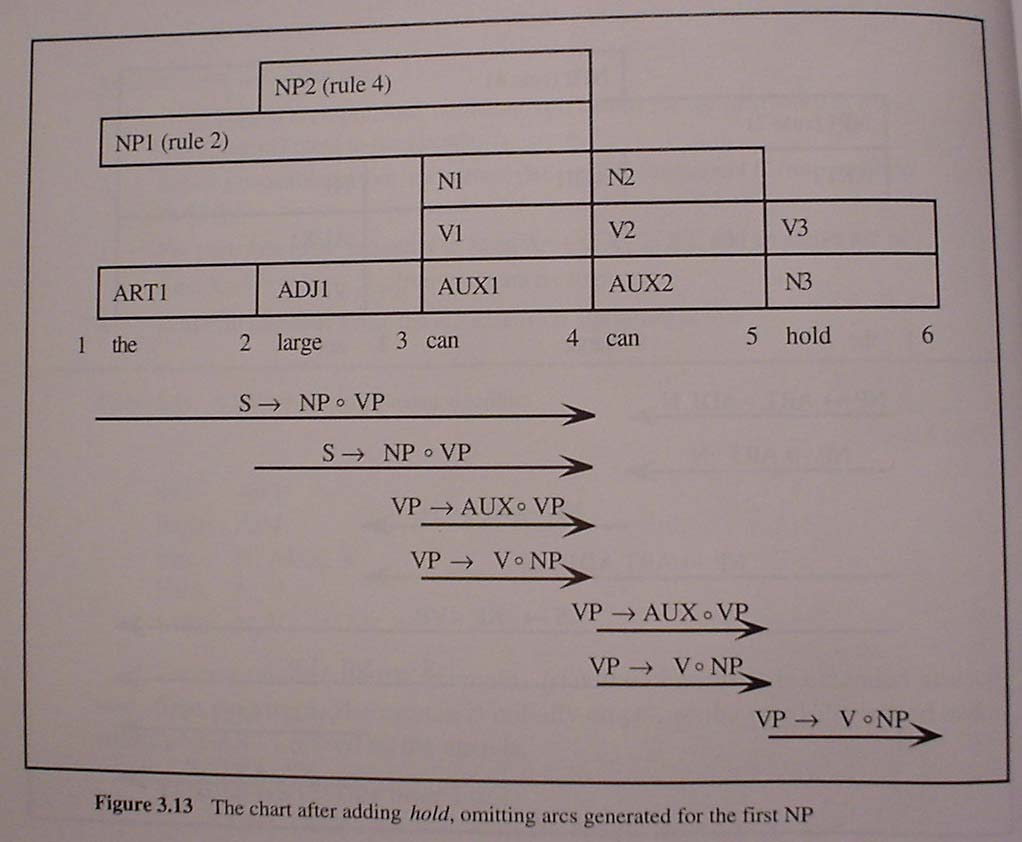 NP2 (rule 4)
NP1 (rule 2)
N1 N2
V1 V2 V3
ART1 ADJ1 AUX1 AUX2 N3
1 the 2 large 3 can 4 can 5 hold 6
S → NP ∘ VP
S → NP ∘ VP
VP → AUX ∘ VP
VP → V ∘ NP
VP → AUX ∘ VP
VP → V ∘ NP
VP → V ∘ NP
Figure 3.13 The chart after adding hold, omitting arcs generated for the first NP